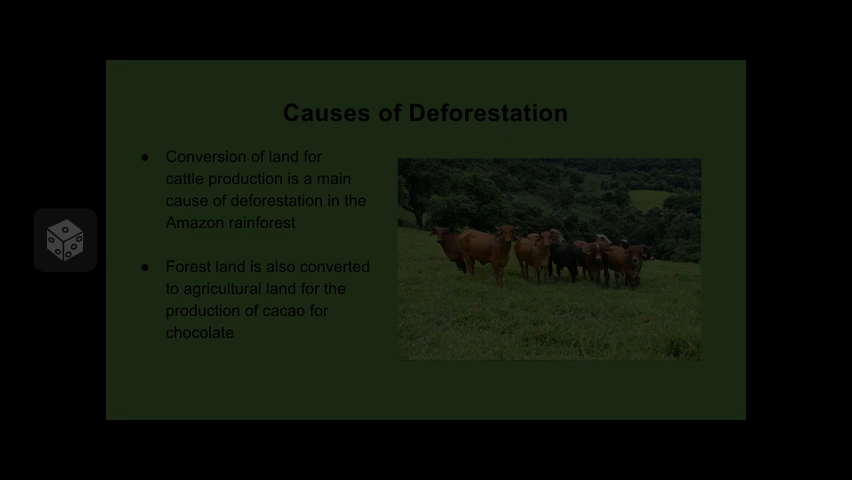 Causes of Deforestation
● Conversion of land for
cattle production is a main
cause of deforestation in the
Amazon rainforest
● Forest land is also converted
to agricultural land for the
production of cacao for
chocolate